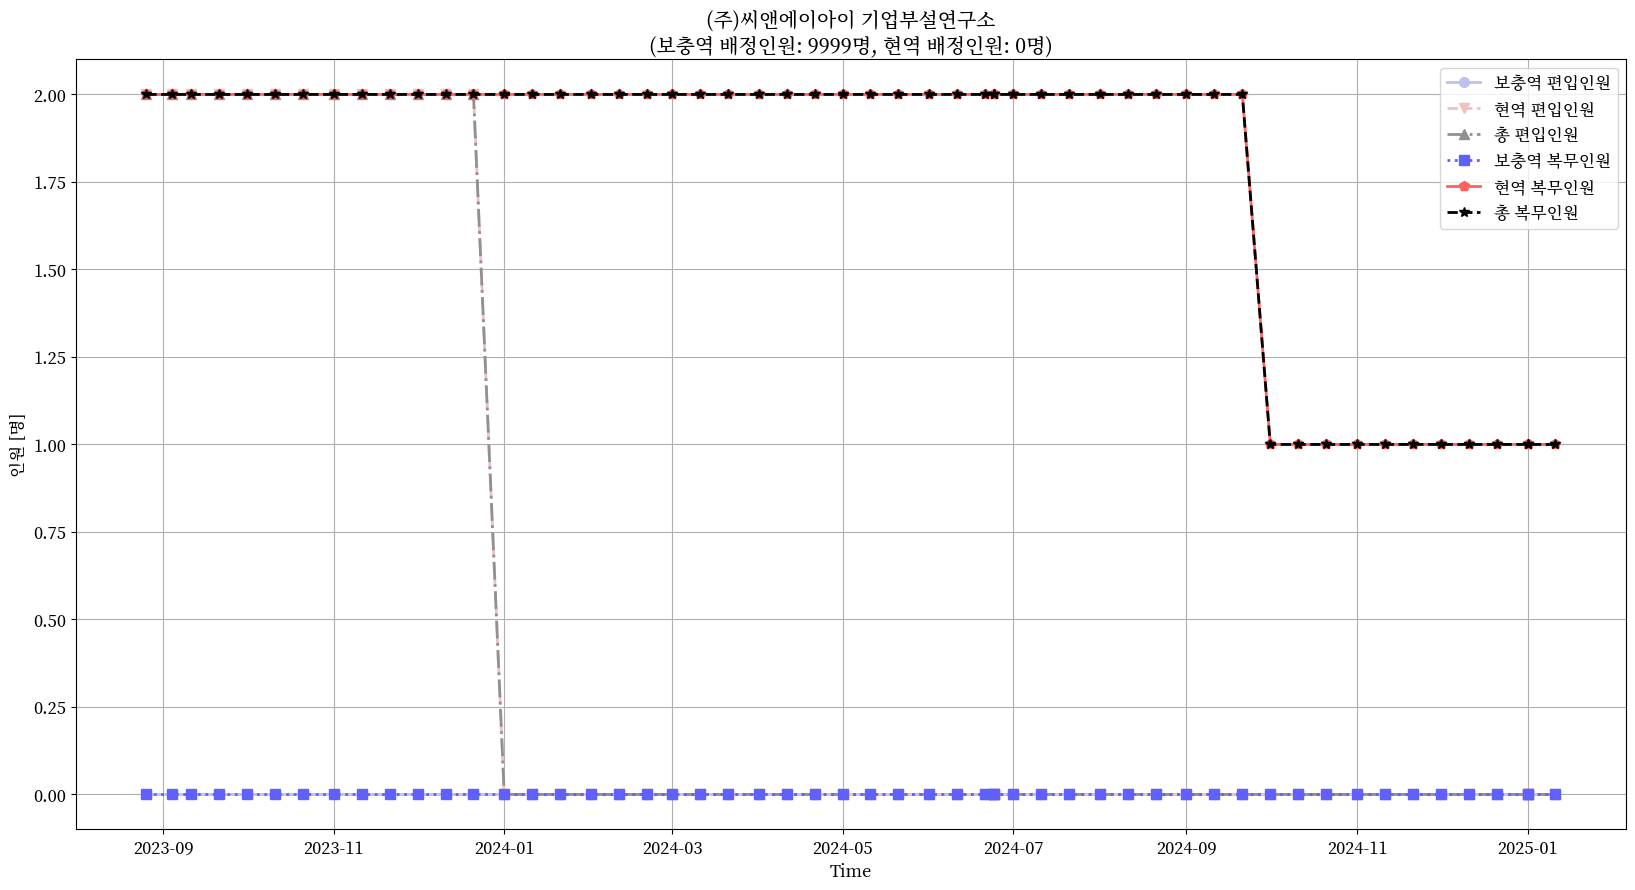 (주)씨앤에이아이 기업부설연구소
(보충역 배정인원: 9999명, 현역 배정인원: 0명)
보충역 편입인원
현역 편입인원
총 편입인원
보충역 복무인원
현역 복무인원
총 복무인원
2.00
1.75
1.50
1.25
1.00
0.75
0.50
0.25
0.00
인원 [명]
2023-09
2023-11
2024-01
2024-03
2024-05
2024-07
2024-09
2024-11
2025-01
Time